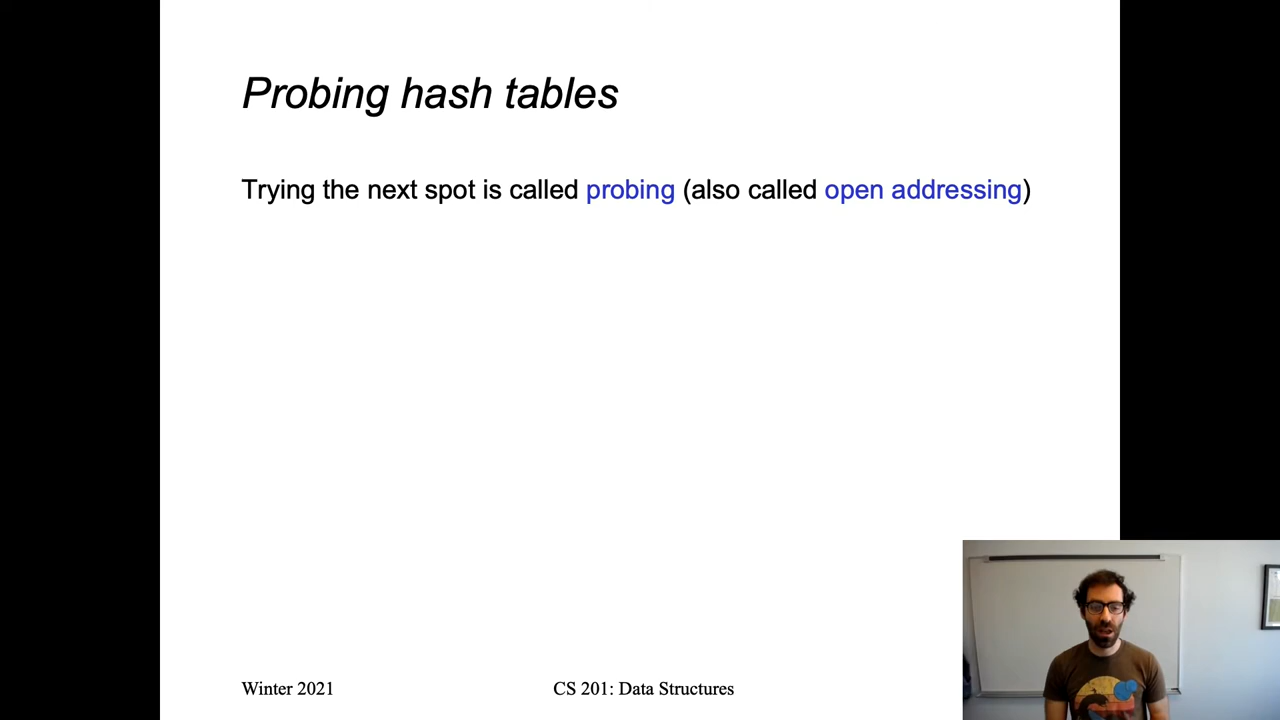 Probing hash tables
Trying the next spot is called probing (also called open addressing)
Winter 2021
CS 201: Data Structures